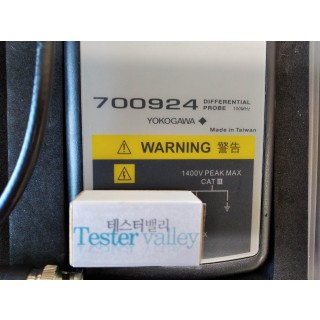 700924 DIFFERENTIAL
PROBE 100MHz
YOKOGAWA
Made in Taiwan
WARNING 警告
1400V PEAK MAX
CAT III
테스터밸리
Tester valley
X